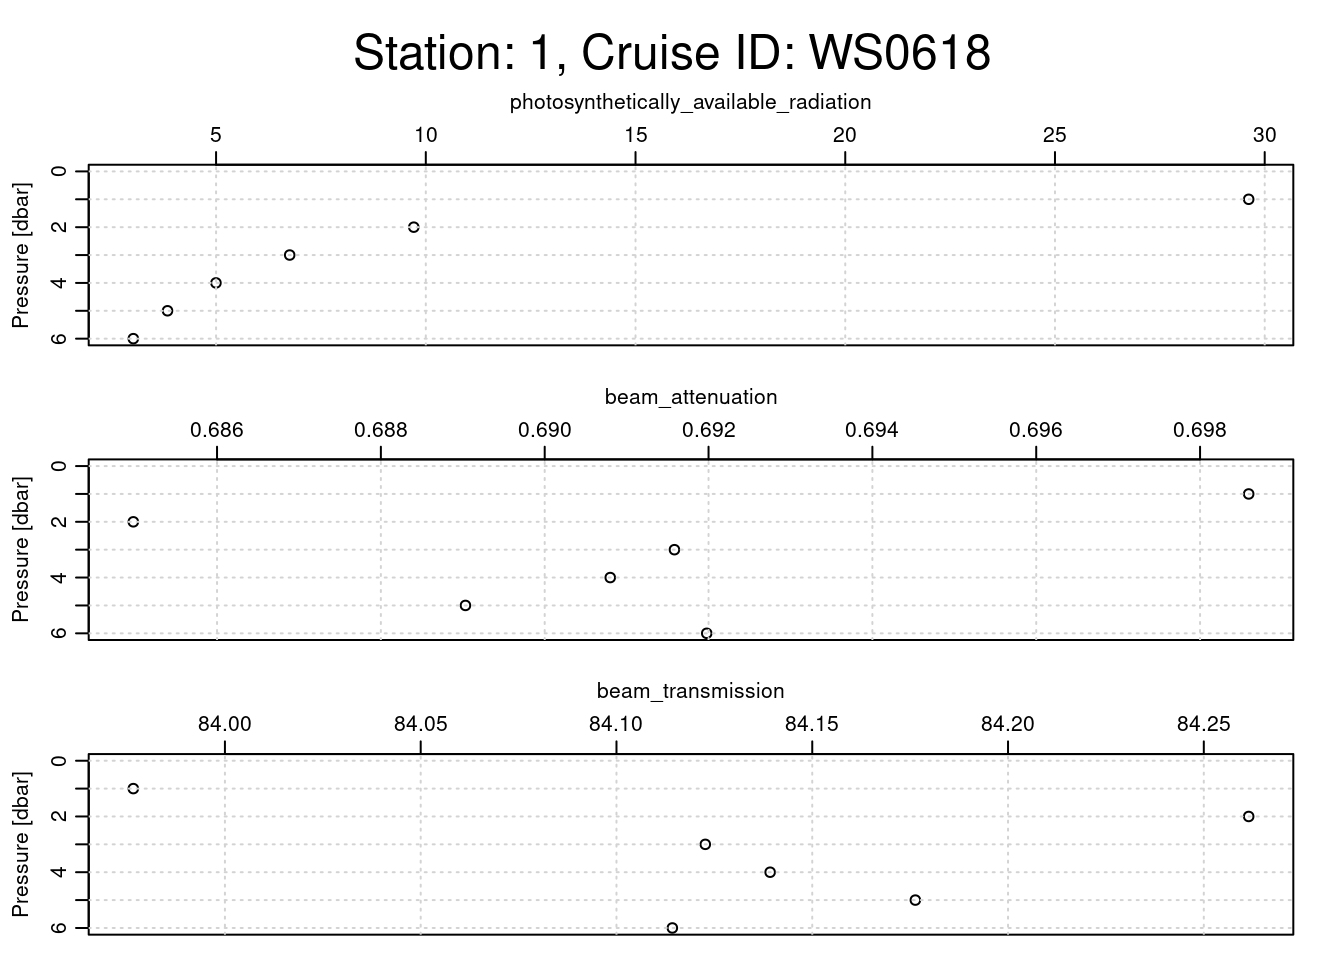 Station: 1, Cruise ID: WS0618
photosynthetically_available_radiation
5 10 15 20 25 30
Pressure [dbar]
0
2
4
6
beam_attenuation
0.686 0.688 0.690 0.692 0.694 0.696 0.698
Pressure [dbar]
0
2
4
6
beam_transmission
84.00 84.05 84.10 84.15 84.20 84.25
Pressure [dbar]
0
2
4
6